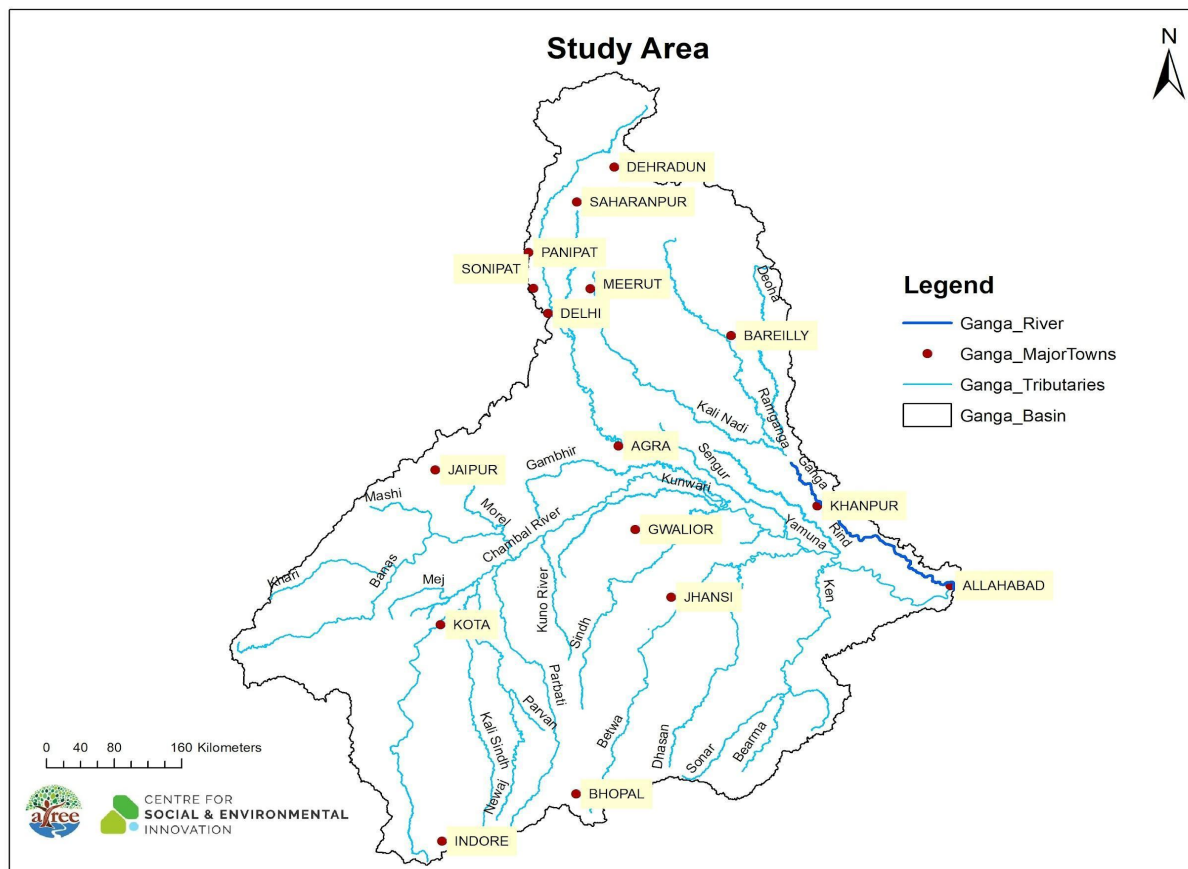 Study Area
N
DEHRADUN
SAHARANPUR
PANIPAT
SONIPAT
MEERUT
DELHI
Deoha
BAREILLY
Ramganga
Kali Nadi
AGRA
Sengur
Ganga
JAIPUR
Gambhir
Kunwari
KHANPUR
Mashi
Morel
Chambal River
GWALIOR
Yamuna
Rind
ALLAHABAD
Khari
Banas
Mej
Kuno River
Sindh
JHANSI
Ken
KOTA
Parbati
Parvan
Kali Sindh
Newaj
Betwa
Dhasan
Sonar
Bearma
BHOPAL
INDORE
Legend
Ganga_River
Ganga_MajorTowns
Ganga_Tributaries
Ganga_Basin
0 40 80 160 Kilometers
atree
CENTRE FOR
SOCIAL & ENVIRONMENTAL
INNOVATION